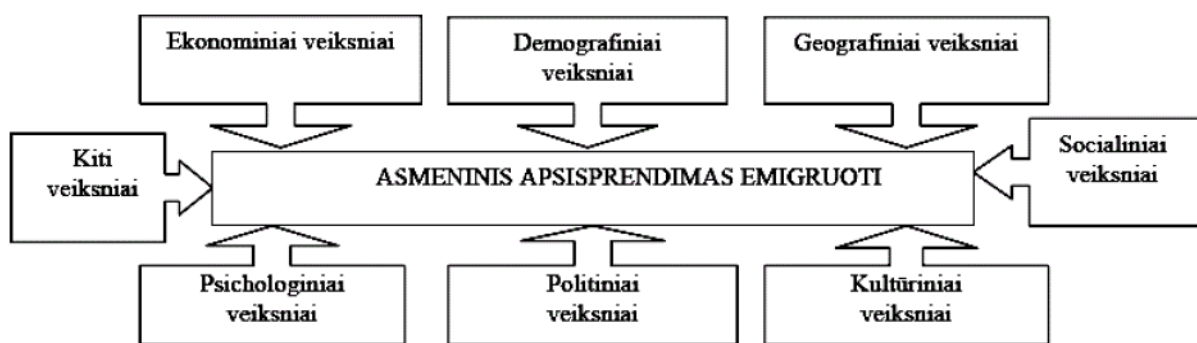 Ekonominiai veiksniai
Demografiniai
veiksniai
Geografiniai veiksniai
Kiti
veiksniai
ASMENINIS APSISPRENDIMAS EMIGRUOTI
Socialiniai
veiksniai
Psichologiniai
veiksniai
Politiniai
veiksniai
Kultūriniai
veiksniai